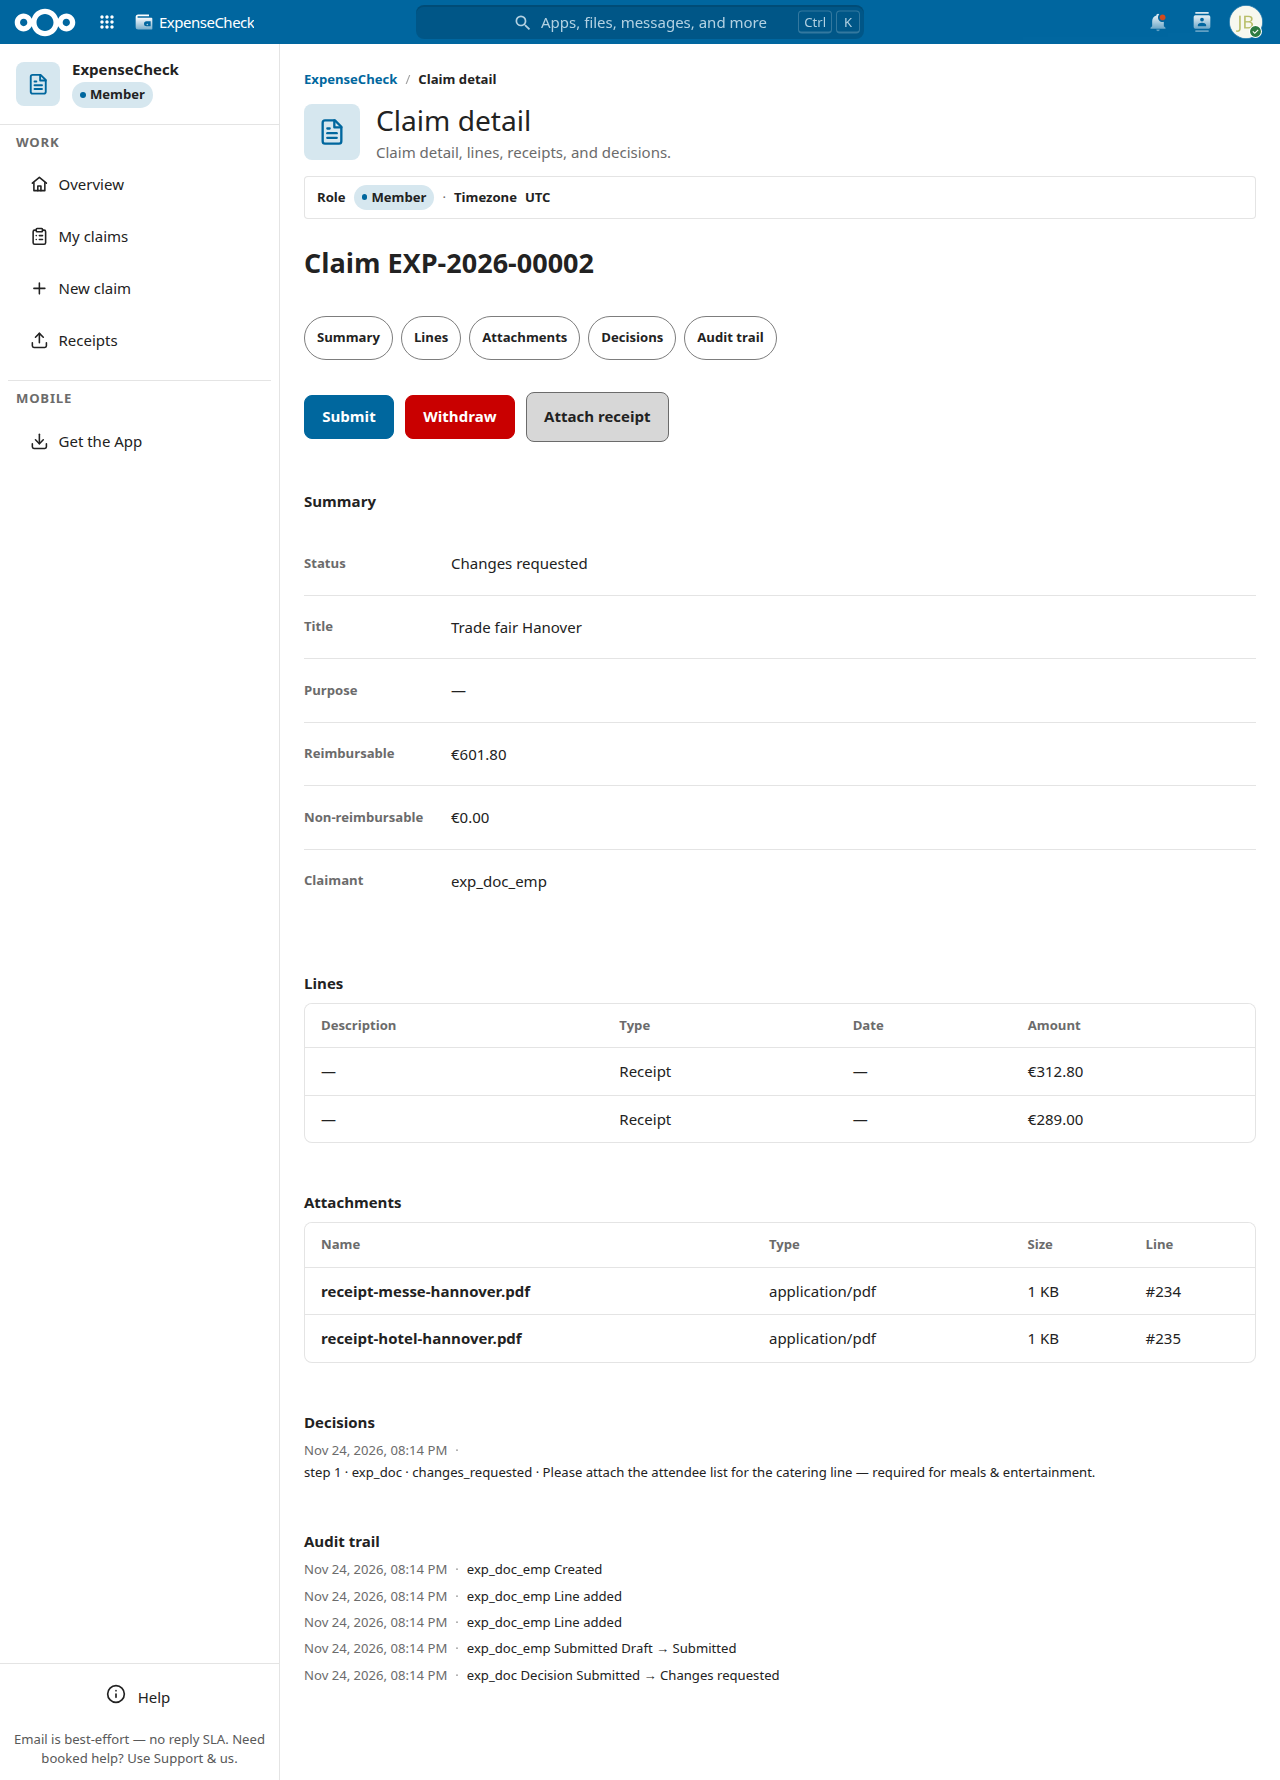 ExpenseCheck
Apps, files, messages, and more
Ctrl
K
JB
ExpenseCheck
Member
WORK
Overview
My claims
New claim
Receipts
MOBILE
Get the App
Help
Email is best-effort — no reply SLA. Need
booked help? Use Support & us.
ExpenseCheck / Claim detail
Claim detail
Claim detail, lines, receipts, and decisions.
Role Member · Timezone UTC
Claim EXP-2026-00002
Summary Lines Attachments Decisions Audit trail
Submit Withdraw Attach receipt
Summary
Status Changes requested
Title Trade fair Hanover
Purpose —
Reimbursable €601.80
Non-reimbursable €0.00
Claimant exp_doc_emp
Lines
Description Type Date Amount
— Receipt — €312.80
— Receipt — €289.00
Attachments
Name Type Size Line
receipt-messe-hannover.pdf application/pdf 1 KB #234
receipt-hotel-hannover.pdf application/pdf 1 KB #235
Decisions
Nov 24, 2026, 08:14 PM ·
step 1 · exp_doc · changes_requested · Please attach the attendee list for the catering line — required for meals & entertainment.
Audit trail
Nov 24, 2026, 08:14 PM · exp_doc_emp Created
Nov 24, 2026, 08:14 PM · exp_doc_emp Line added
Nov 24, 2026, 08:14 PM · exp_doc_emp Line added
Nov 24, 2026, 08:14 PM · exp_doc_emp Submitted Draft → Submitted
Nov 24, 2026, 08:14 PM · exp_doc Decision Submitted → Changes requested